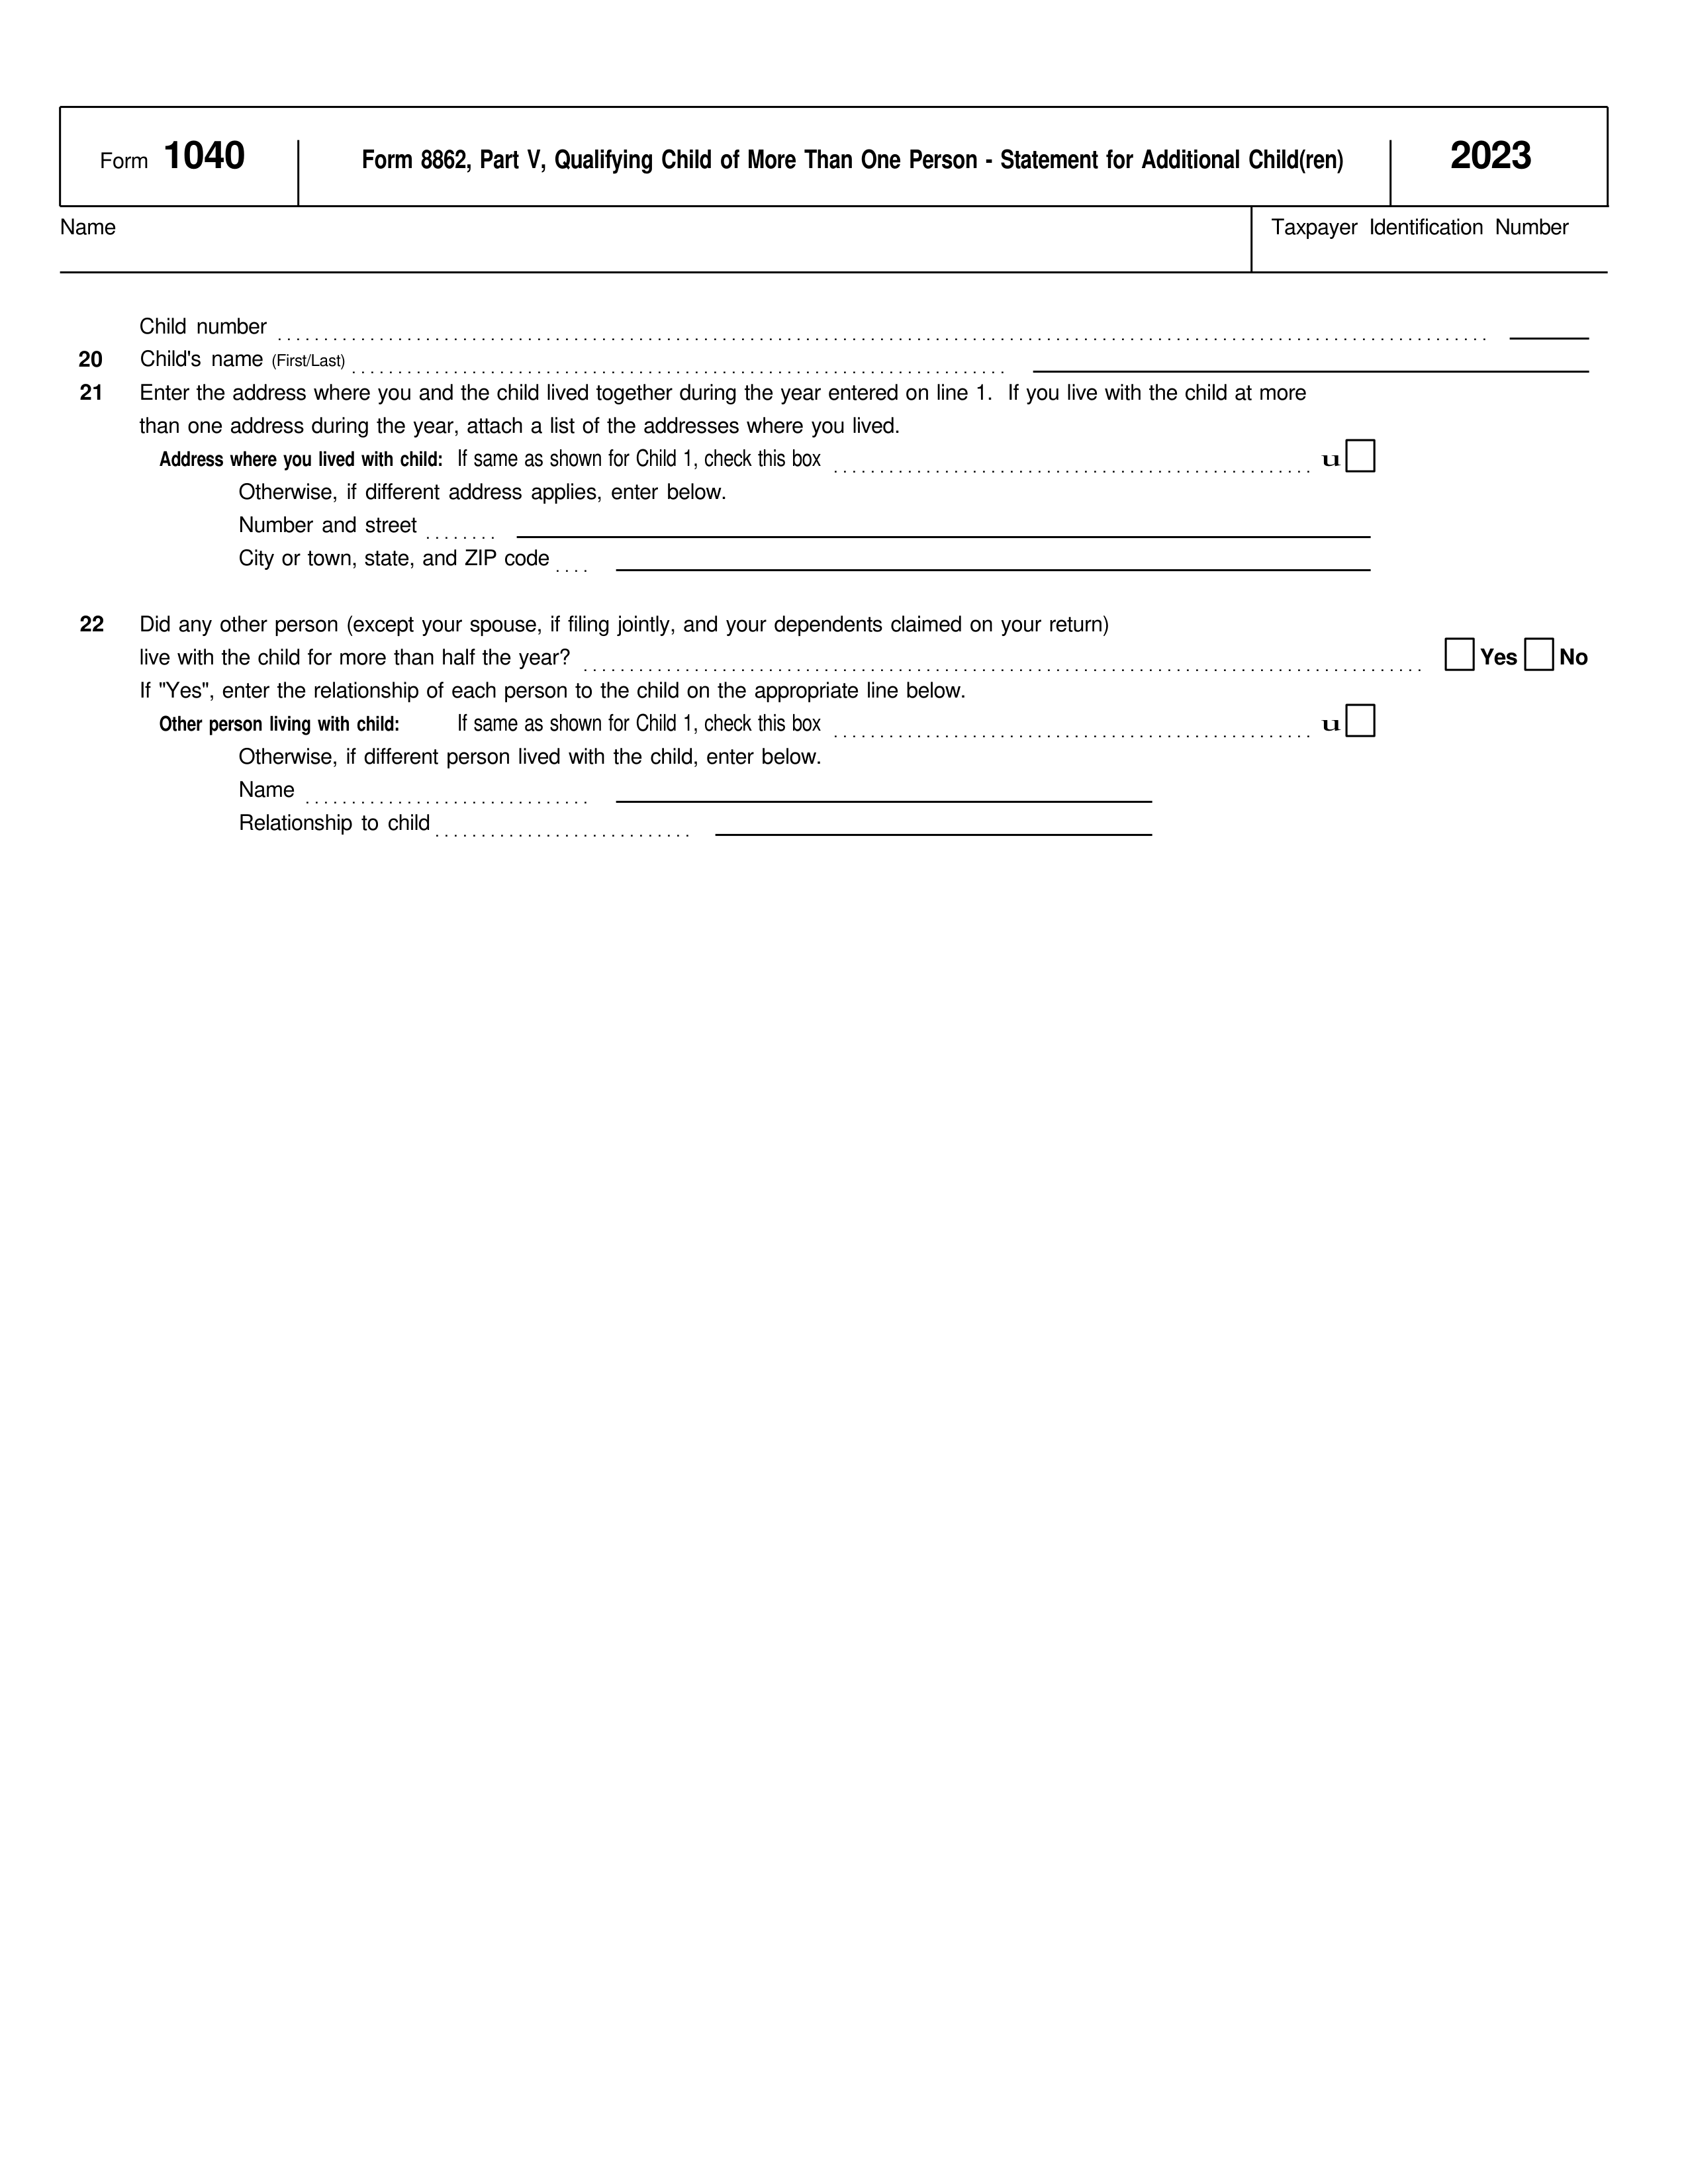 Form 1040 Form 8862, Part V, Qualifying Child of More Than One Person - Statement for Additional Child(ren) 2023
Name Taxpayer Identification Number
Child number
20 Child's name (First/Last)
21 Enter the address where you and the child lived together during the year entered on line 1. If you live with the child at more
than one address during the year, attach a list of the addresses where you lived.
Address where you lived with child: If same as shown for Child 1, check this box u
Otherwise, if different address applies, enter below.
Number and street
City or town, state, and ZIP code
22 Did any other person (except your spouse, if filing jointly, and your dependents claimed on your return)
live with the child for more than half the year? Yes No
If "Yes", enter the relationship of each person to the child on the appropriate line below.
Other person living with child: If same as shown for Child 1, check this box u
Otherwise, if different person lived with the child, enter below.
Name
Relationship to child